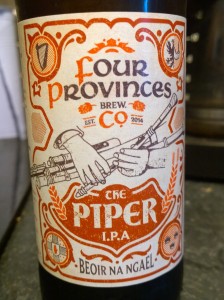 FOUR
PROVINCES
BREW.
EST. CO 2014
THE
PIPER
I.P.A
BEOIR NA NGAEL